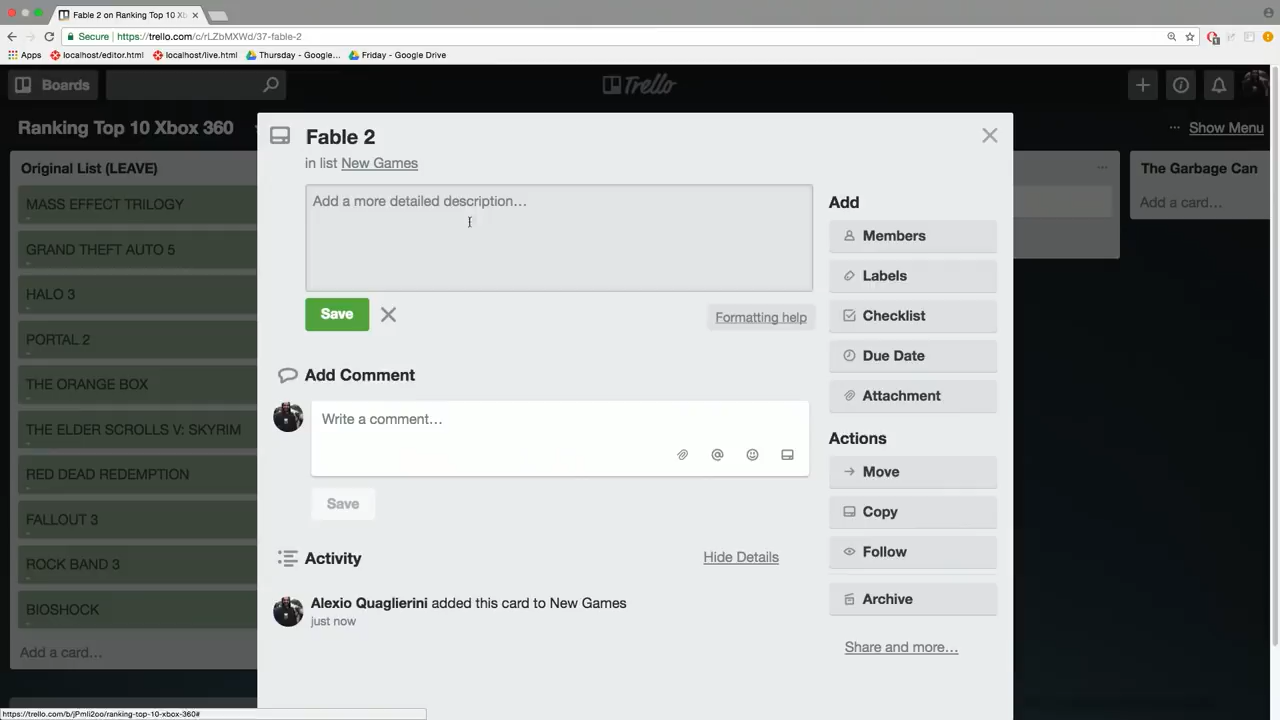 Fable 2 on Ranking Top 10 Xb
Secure https://trello.com/c/rLZbMXWd/37-fable-2
Apps localhost/editor.html localhost/live.html Thursday - Google... Friday - Google Drive
Boards
Trello
Ranking Top 10 Xbox 360
... Show Menu
Original List (LEAVE)
MASS EFFECT TRILOGY
GRAND THEFT AUTO 5
HALO 3
PORTAL 2
THE ORANGE BOX
THE ELDER SCROLLS V: SKYRIM
RED DEAD REDEMPTION
FALLOUT 3
ROCK BAND 3
BIOSHOCK
Add a card…
Fable 2
in list New Games
Add a more detailed description…
Save
Formatting help
Add Comment
Write a comment…
@
Save
Activity
Hide Details
Alexio Quaglierini added this card to New Games
just now
Add
Members
Labels
Checklist
Due Date
Attachment
Actions
Move
Copy
Follow
Archive
Share and more…
...
The Garbage Can
Add a card…
https://trello.com/b/jPmli2oo/ranking-top-10-xbox-360#